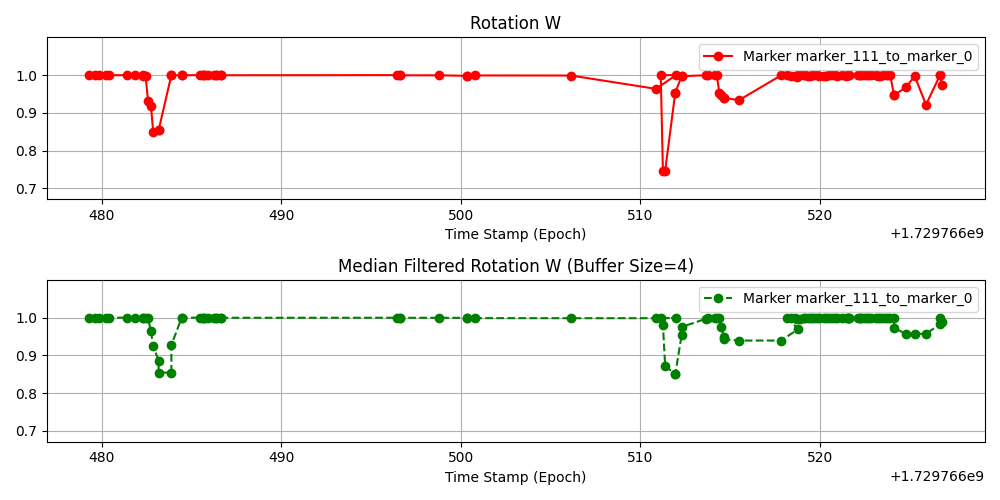 Rotation W
Marker marker_111_to_marker_0
1.0
0.9
0.8
0.7
480 490 500 510 520
Time Stamp (Epoch)
+1.729766e9
Median Filtered Rotation W (Buffer Size=4)
Marker marker_111_to_marker_0
1.0
0.9
0.8
0.7
480 490 500 510 520
Time Stamp (Epoch)
+1.729766e9